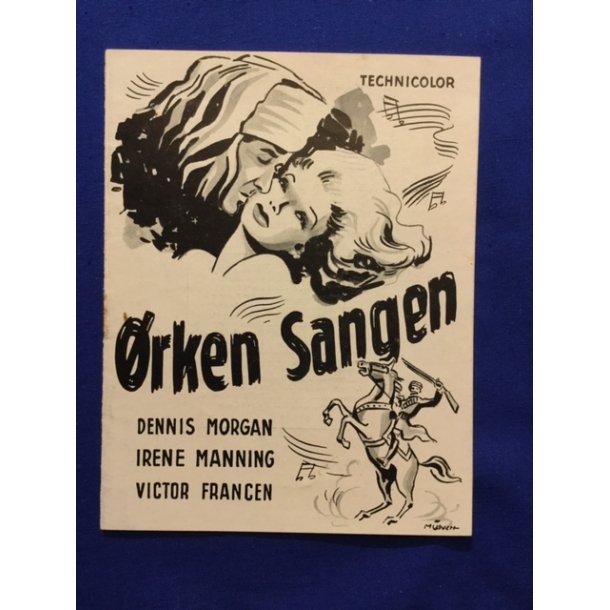 TECHNICOLOR
Ørken Sangen
DENNIS MORGAN
IRENE MANNING
VICTOR FRANCEN